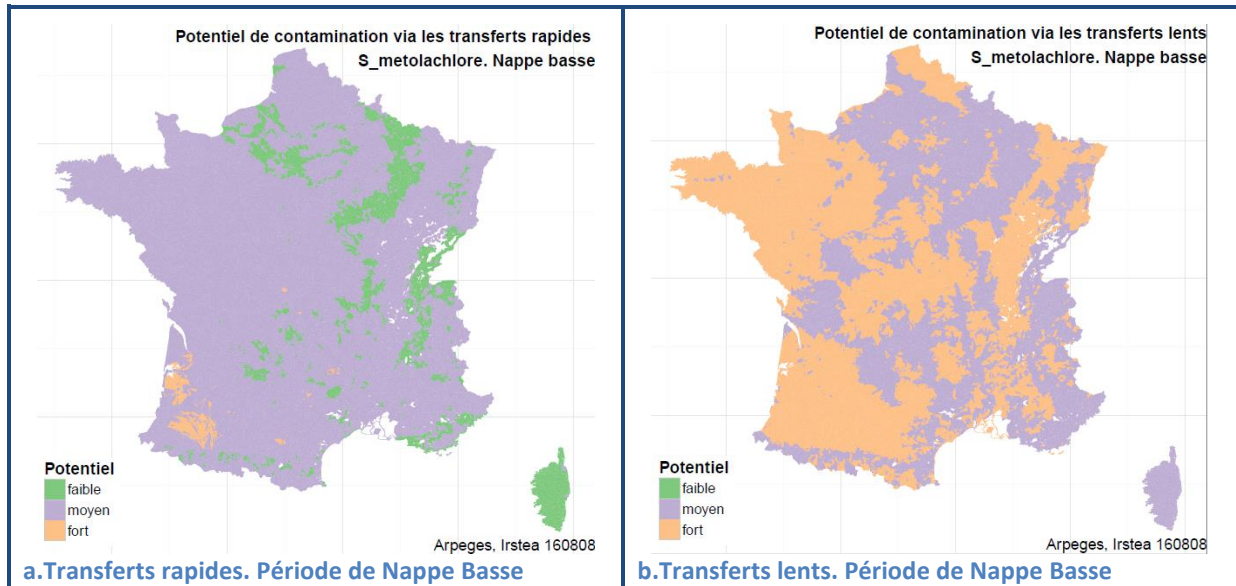 Potentiel de contamination via les transferts rapides
S_metolachlore. Nappe basse
Potentiel
faible
moyen
fort
Arpeges, Irstea 160808
a.Transferts rapides. Période de Nappe Basse
Potentiel de contamination via les transferts lents
S_metolachlore. Nappe basse
Potentiel
faible
moyen
fort
Arpeges, Irstea 160808
b.Transferts lents. Période de Nappe Basse